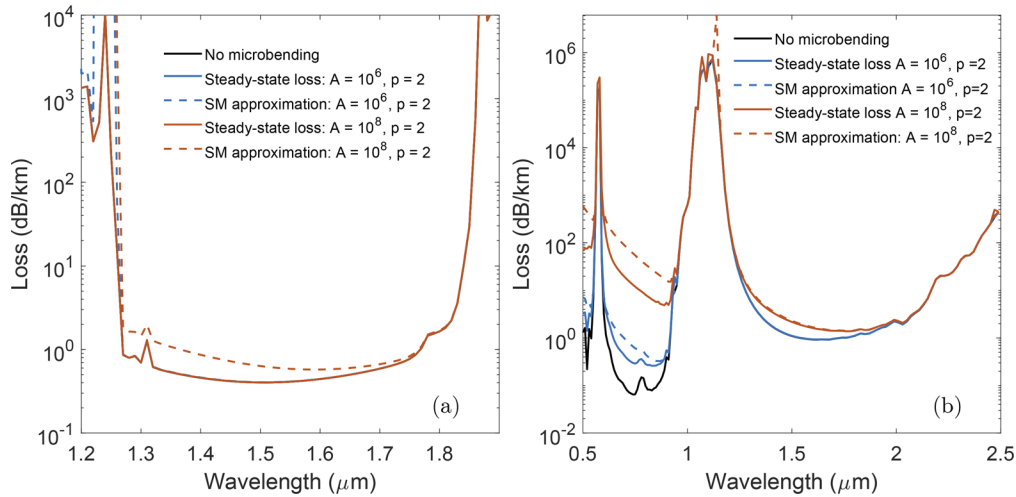 10^4
10^3
10^2
10^1
10^0
10^-1
Loss (dB/km)
No microbending
Steady-state loss: A = 10^6, p = 2
SM approximation: A = 10^6, p = 2
Steady-state loss: A = 10^8, p = 2
SM approximation: A = 10^8, p = 2
(a)
1.2 1.3 1.4 1.5 1.6 1.7 1.8
Wavelength (μm)
10^6
10^4
10^2
10^0
10^-2
Loss (dB/km)
No microbending
Steady-state loss A = 10^6, p =2
SM approximation A = 10^6, p=2
Steady-state loss A = 10^8, p=2
SM approximation: A = 10^8, p=2
(b)
0.5 1 1.5 2 2.5
Wavelength (μm)